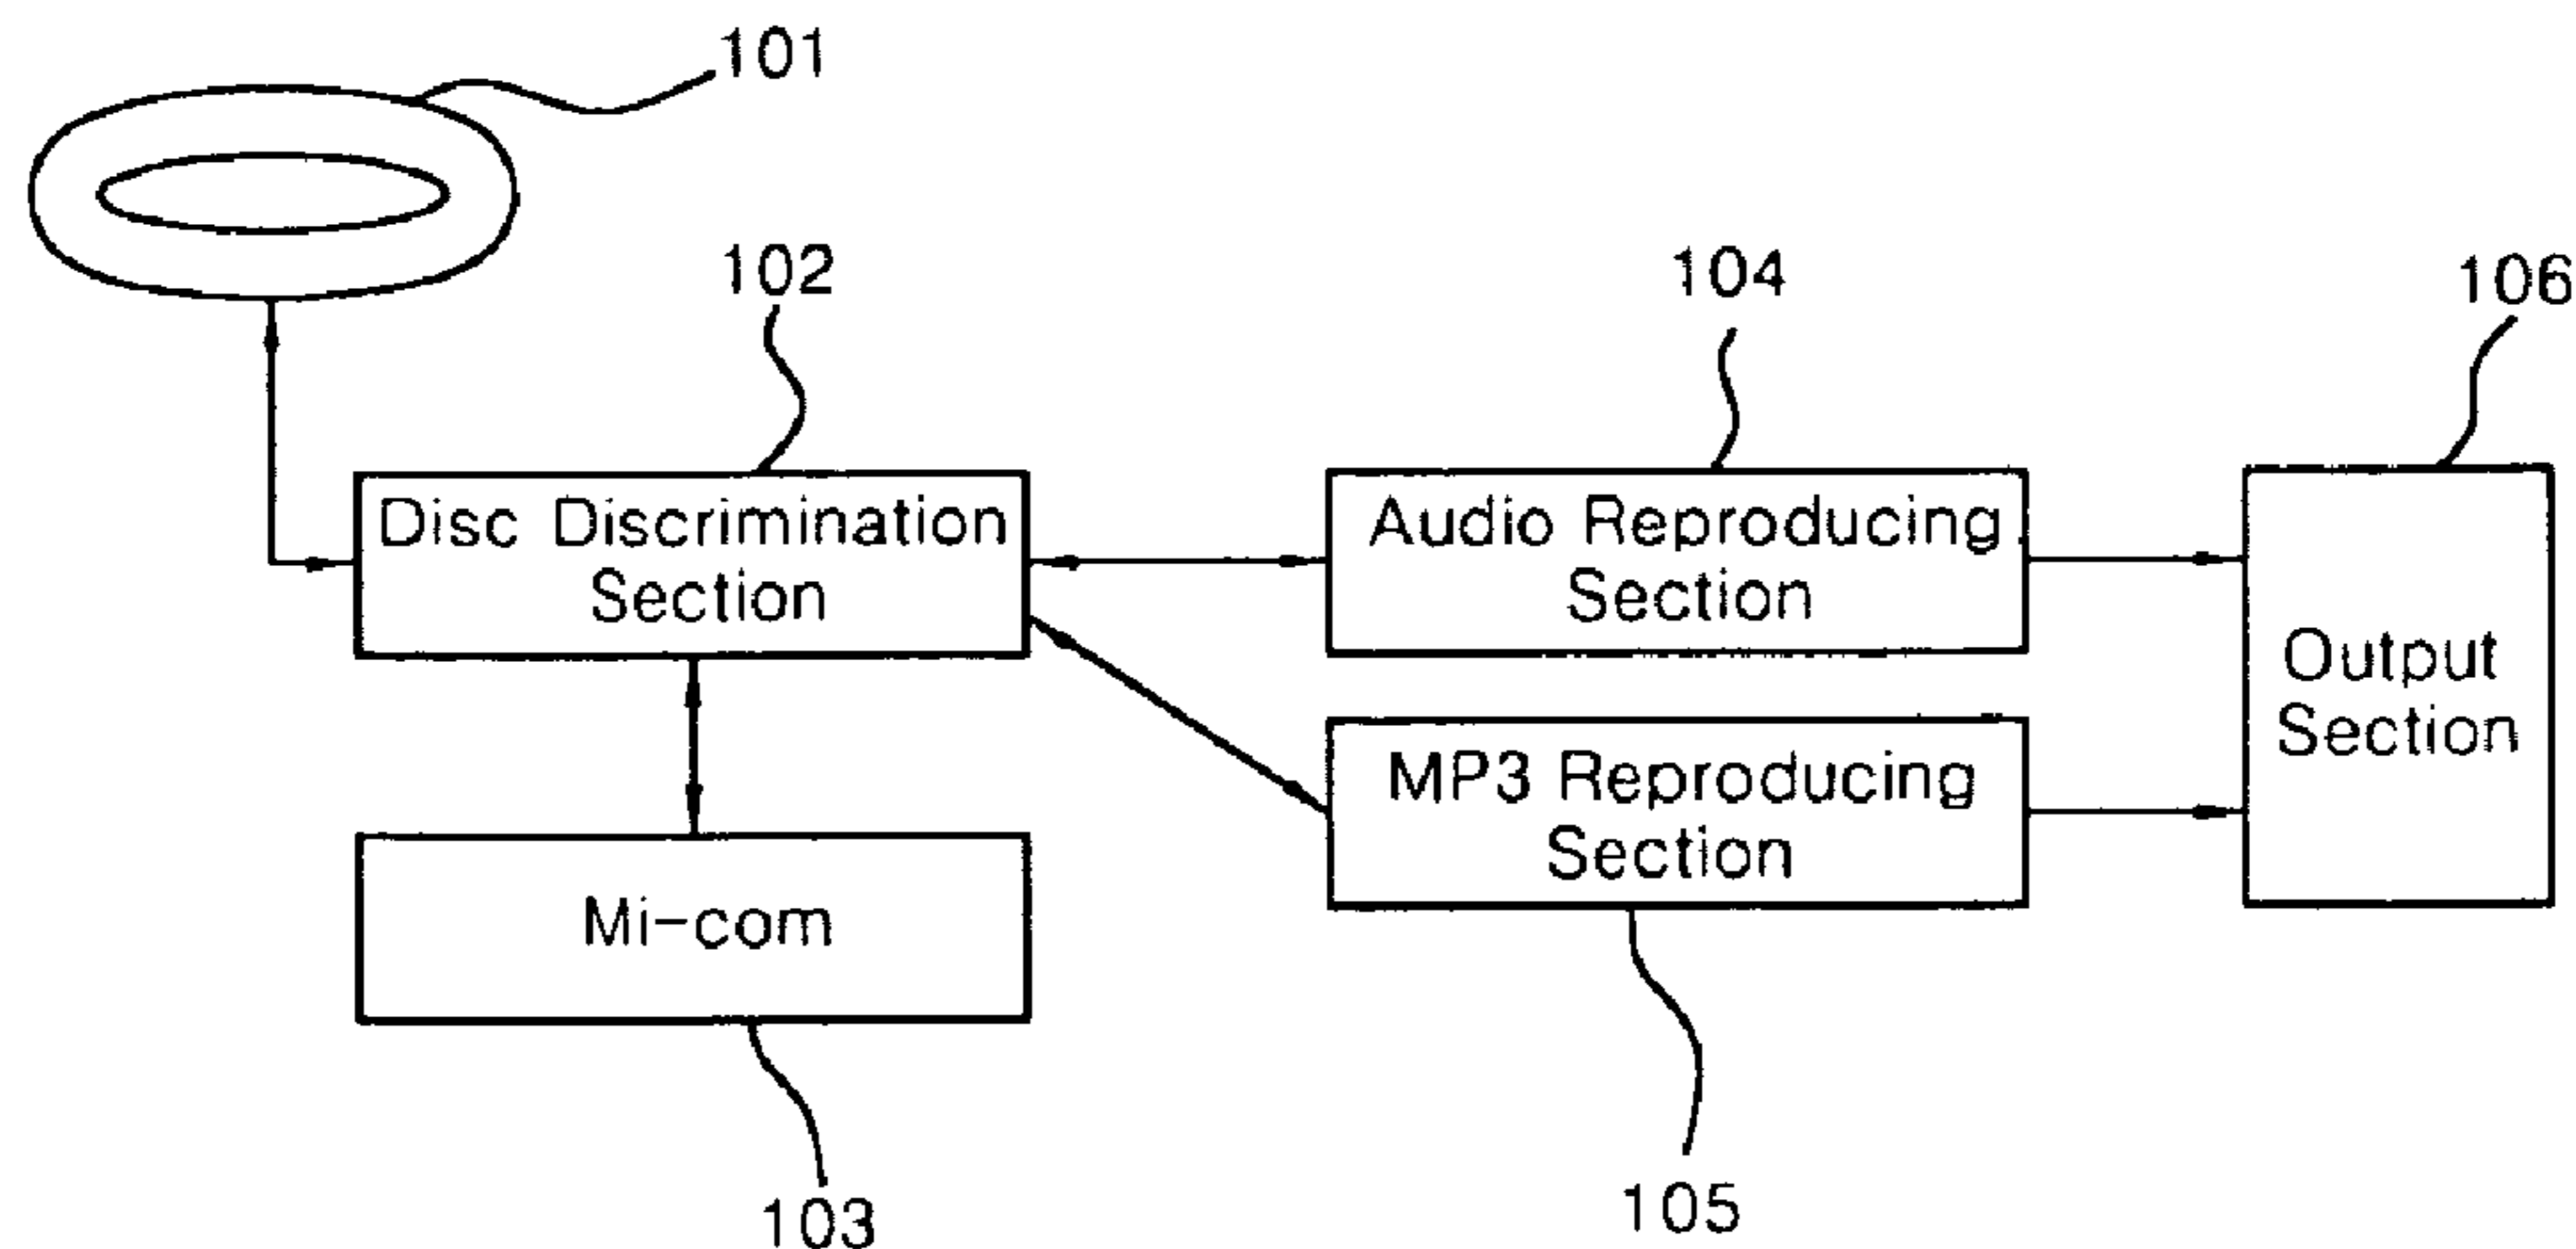 101
102
104
106
Disc Discrimination
Section
Audio Reproducing
Section
Output
Section
MP3 Reproducing
Section
Mi-com
103
105